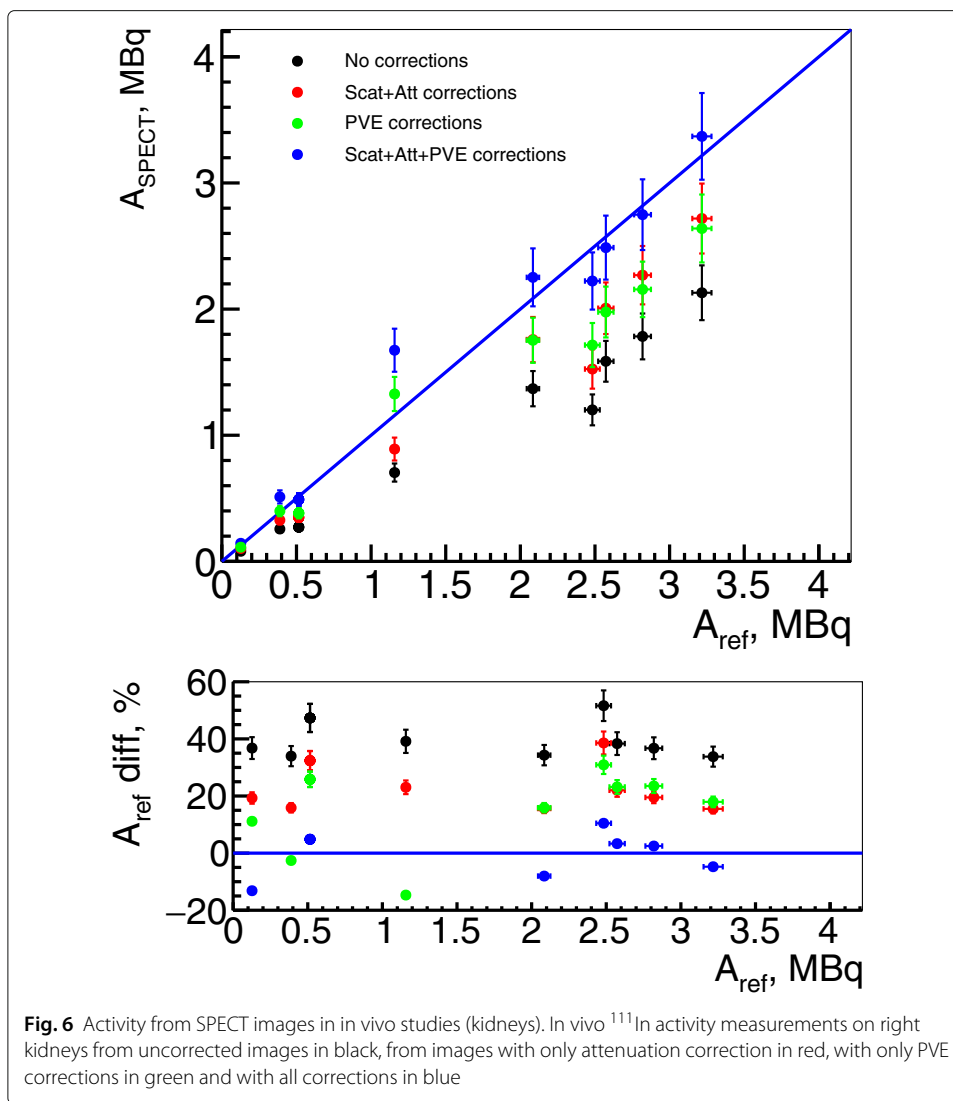 A_SPECT, MBq
4
3
2
1
0
No corrections
Scat+Att corrections
PVE corrections
Scat+Att+PVE corrections
0 0.5 1 1.5 2 2.5 3 3.5 4
A_ref, MBq
A_ref diff, %
60
40
20
0
−20
0 0.5 1 1.5 2 2.5 3 3.5 4
A_ref, MBq
Fig. 6 Activity from SPECT images in in vivo studies (kidneys). In vivo ¹¹¹In activity measurements on right
kidneys from uncorrected images in black, from images with only attenuation correction in red, with only PVE
corrections in green and with all corrections in blue